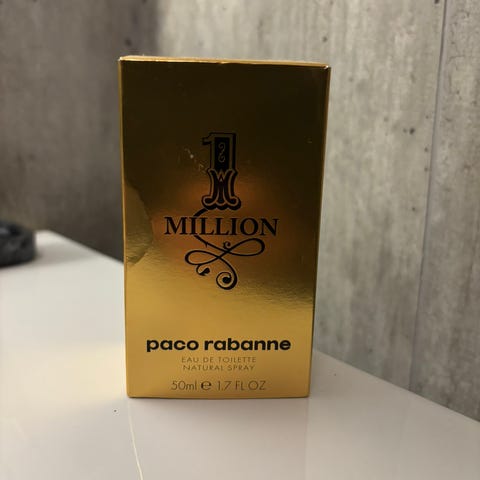 1
MILLION
paco rabanne
EAU DE TOILETTE
NATURAL SPRAY
50ml ℮ 1.7 FL OZ